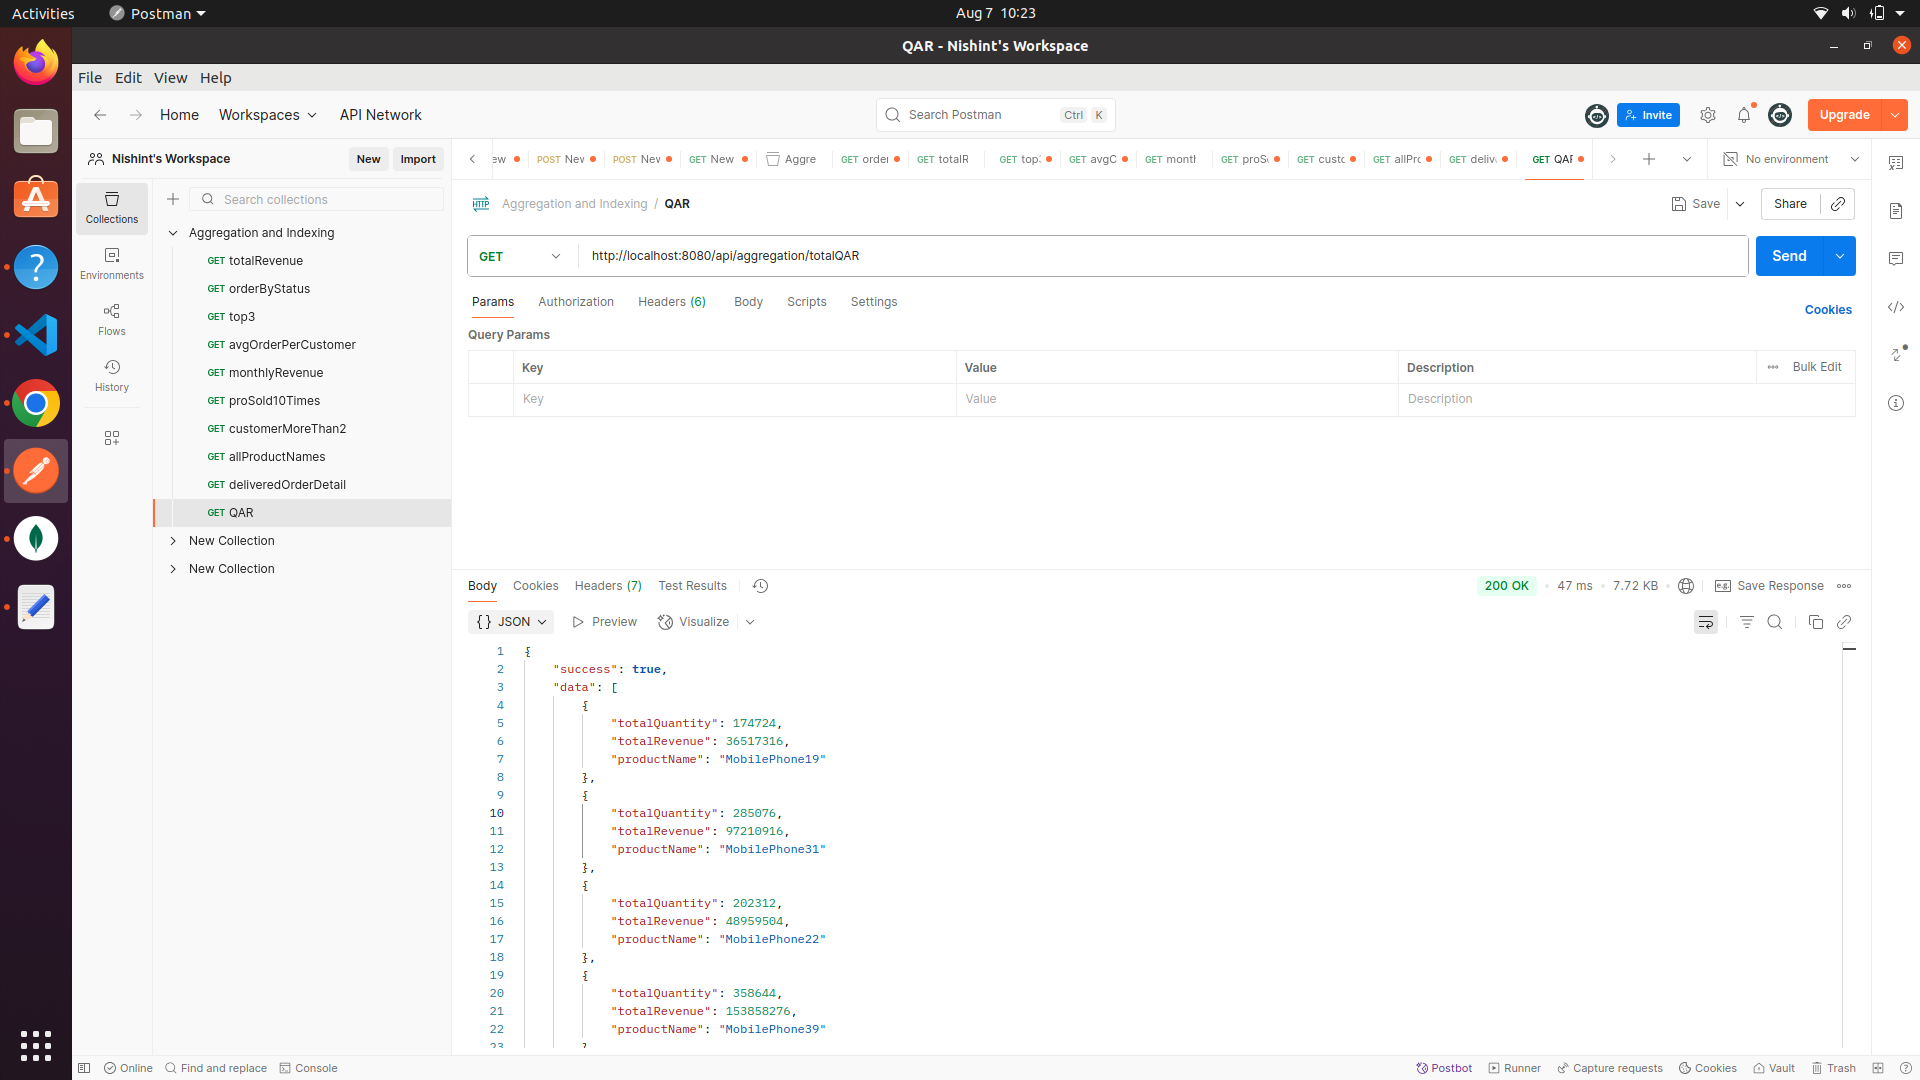 Activities
Postman
Aug 7 10:23
QAR - Nishint's Workspace
File Edit View Help
Home Workspaces API Network
Search Postman Ctrl K
Invite
Upgrade
Nishint's Workspace
New Import
ew
POST Nev
POST Nev
GET New
Aggre
GET order
GET totalR
GET top
GET avgC
GET mont
GET pro
GET custo
GET allPro
GET deliv
GET QAF
No environment
Collections
Environments
Flows
History
Search collections
Aggregation and Indexing
GET totalRevenue
GET orderByStatus
GET top3
GET avgOrderPerCustomer
GET monthlyRevenue
GET proSold10Times
GET customerMoreThan2
GET allProductNames
GET deliveredOrderDetail
GET QAR
New Collection
New Collection
HTTP Aggregation and Indexing / QAR
Save
Share
GET http://localhost:8080/api/aggregation/totalQAR
Send
Params Authorization Headers (6) Body Scripts Settings
Cookies
Query Params
Key Value Description Bulk Edit
Key Value Description
Body Cookies Headers (7) Test Results
200 OK • 47 ms • 7.72 KB • e.g. Save Response
{} JSON Preview Visualize
1 {
2 "success": true,
3 "data": [
4 {
5 "totalQuantity": 174724,
6 "totalRevenue": 36517316,
7 "productName": "MobilePhone19"
8 },
9 {
10 "totalQuantity": 285076,
11 "totalRevenue": 97210916,
12 "productName": "MobilePhone31"
13 },
14 {
15 "totalQuantity": 202312,
16 "totalRevenue": 48959504,
17 "productName": "MobilePhone22"
18 },
19 {
20 "totalQuantity": 358644,
21 "totalRevenue": 153858276,
22 "productName": "MobilePhone39"
23 }
Online Find and replace Console
Postbot Runner Capture requests Cookies Vault Trash